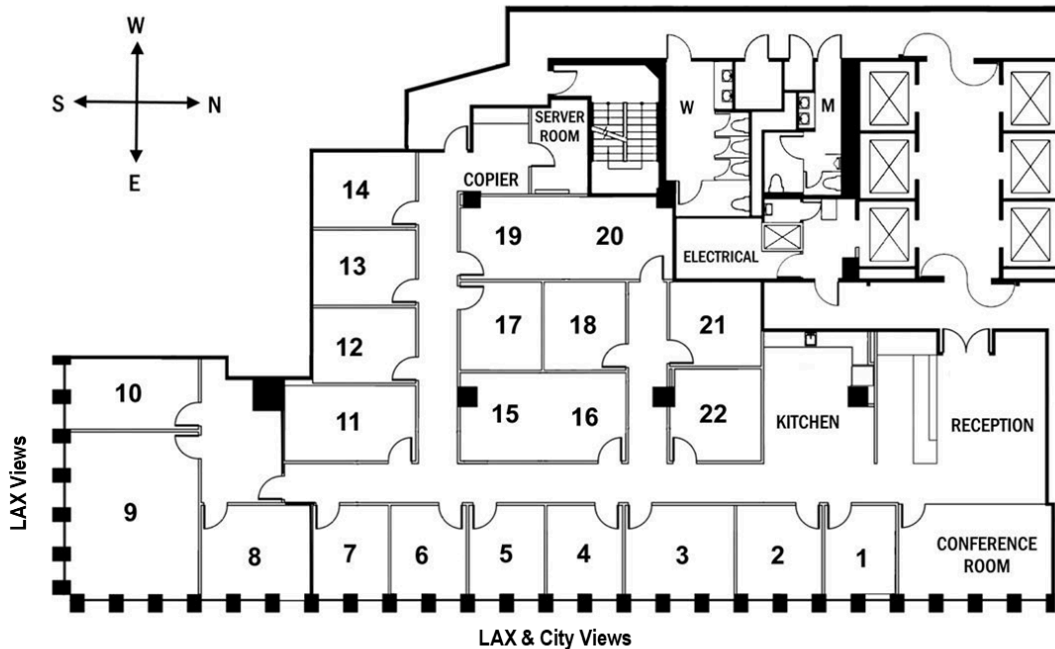 W
S
N
E
SERVER
ROOM
W
M
COPIER
14
19
20
ELECTRICAL
13
17
18
21
12
10
11
15
16
22
KITCHEN
RECEPTION
LAX Views
9
8
7
6
5
4
3
2
1
CONFERENCE
ROOM
LAX & City Views